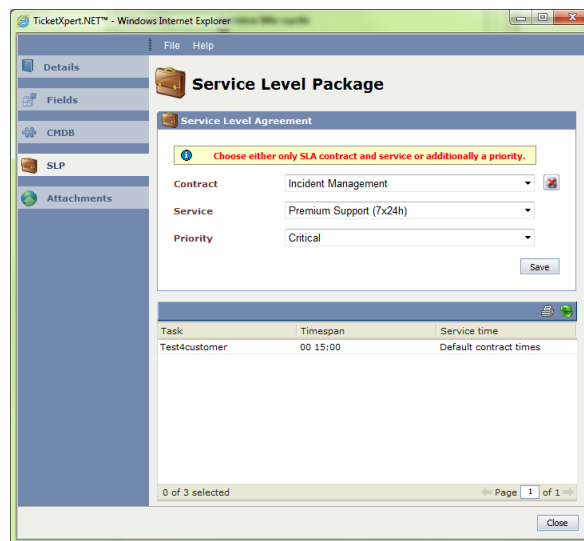 TicketXpert.NET™ - Windows Internet Explorer
File Help
Details
Fields
CMDB
SLP
Attachments
Service Level Package
Service Level Agreement
Choose either only SLA contract and service or additionally a priority.
Contract Incident Management
Service Premium Support (7x24h)
Priority Critical
Save
Task Timespan Service time
Test4customer 00 15:00 Default contract times
0 of 3 selected Page 1 of 1
Close